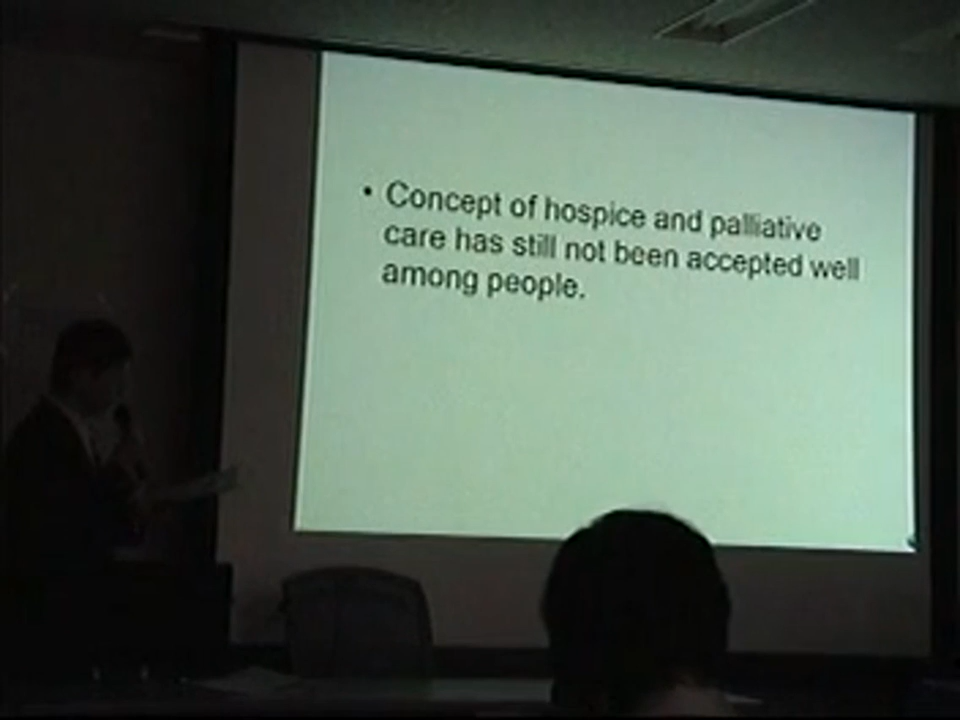 • Concept of hospice and palliative
care has still not been accepted well
among people.